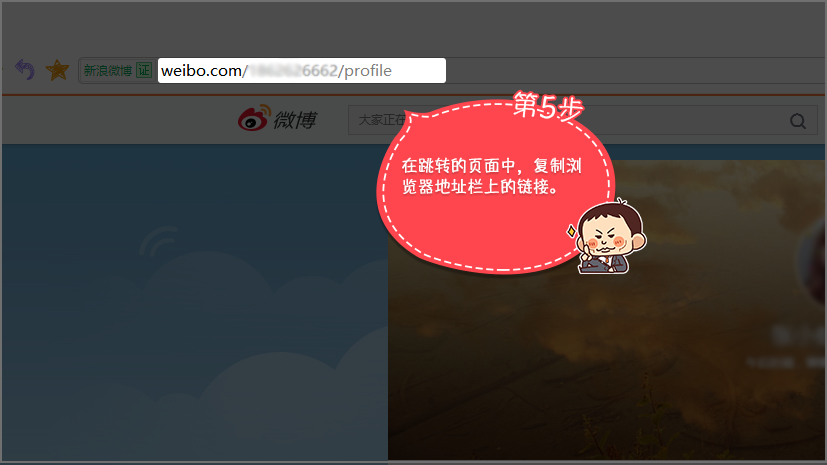 新浪微博 证 weibo.com/ 6662/profile
微博
大家正在
第5步
在跳转的页面中，复制浏
览器地址栏上的链接。